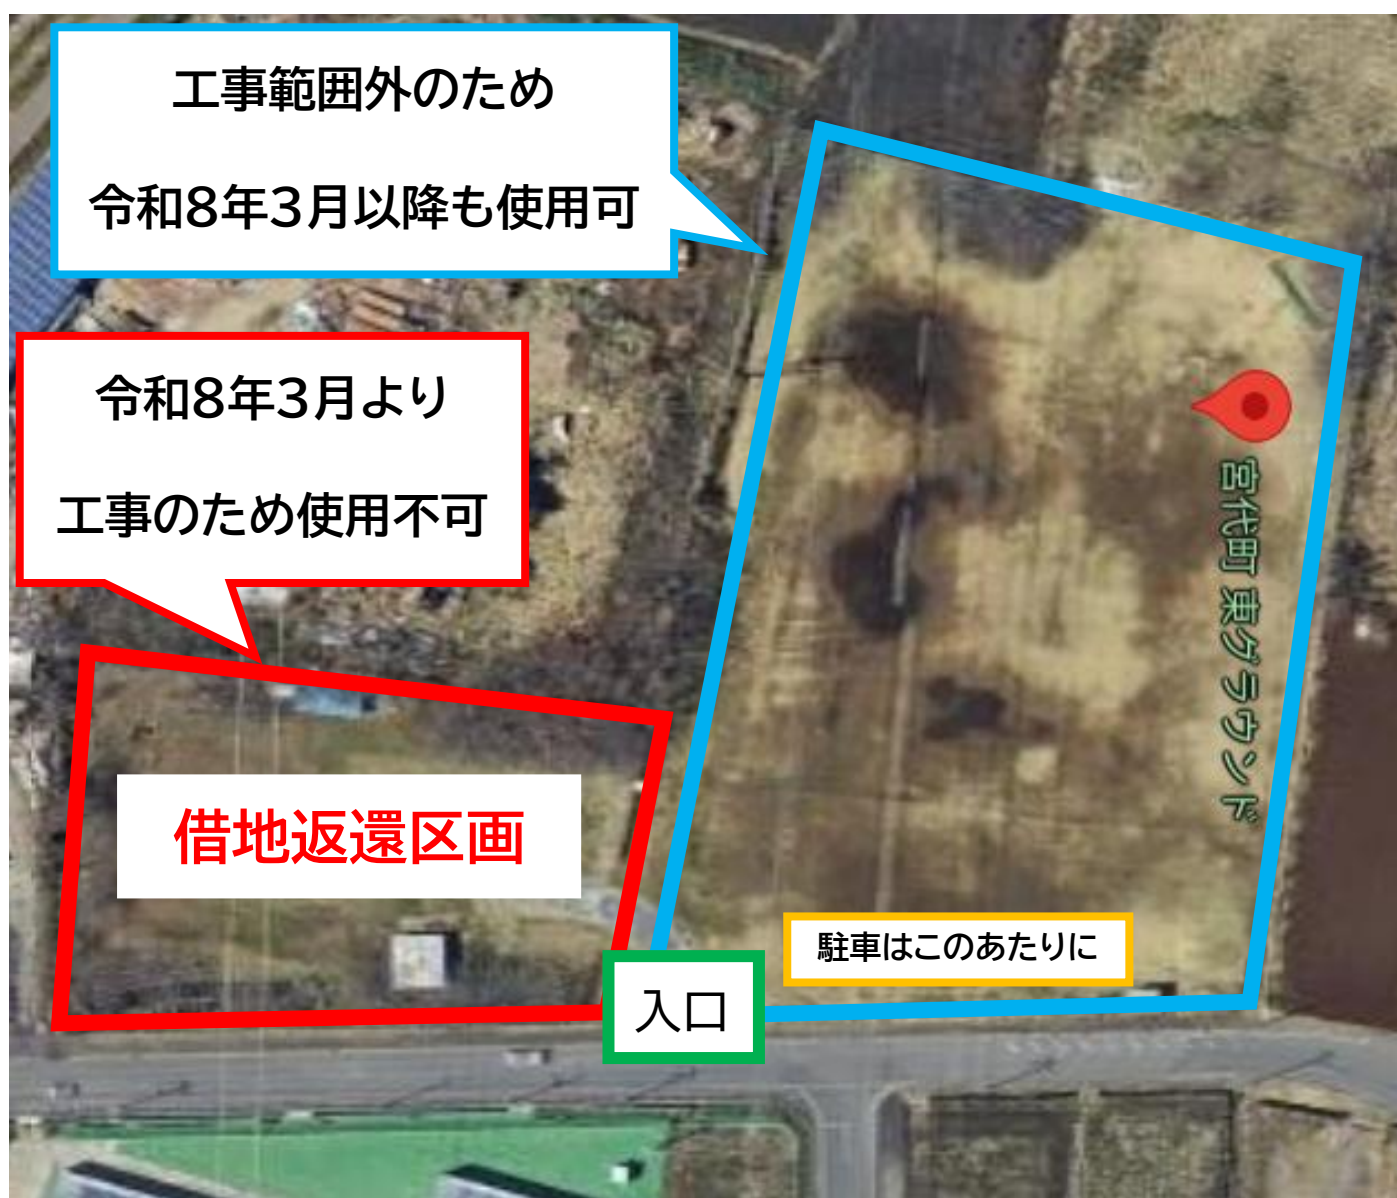 工事範囲外のため
令和8年3月以降も使用可
令和8年3月より
工事のため使用不可
宮代町 東グラウンド
借地返還区画
駐車はこのあたりに
入口